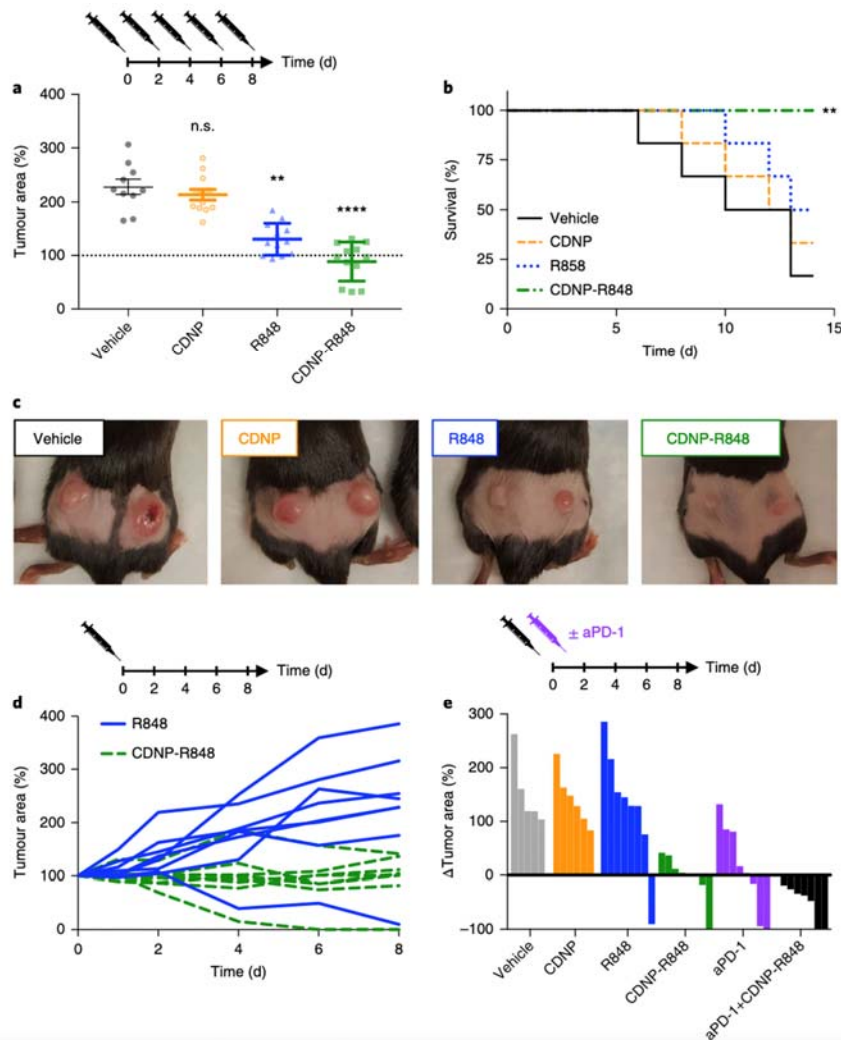 Time (d)
0 2 4 6 8
a
400
300
200
100
0
Tumour area (%)
n.s.
**
****
Vehicle
CDNP
R848
CDNP-R848
b
100
75
50
25
0
Survival (%)
**
Vehicle
CDNP
R858
CDNP-R848
0 5 10 15
Time (d)
c
Vehicle
CDNP
R848
CDNP-R848
Time (d)
0 2 4 6 8
d
400
300
200
100
0
Tumour area (%)
R848
CDNP-R848
0 2 4 6 8
Time (d)
± aPD-1
Time (d)
0 2 4 6 8
e
300
200
100
0
–100
ΔTumor area (%)
Vehicle
CDNP
R848
CDNP-R848
aPD-1
aPD-1+CDNP-R848